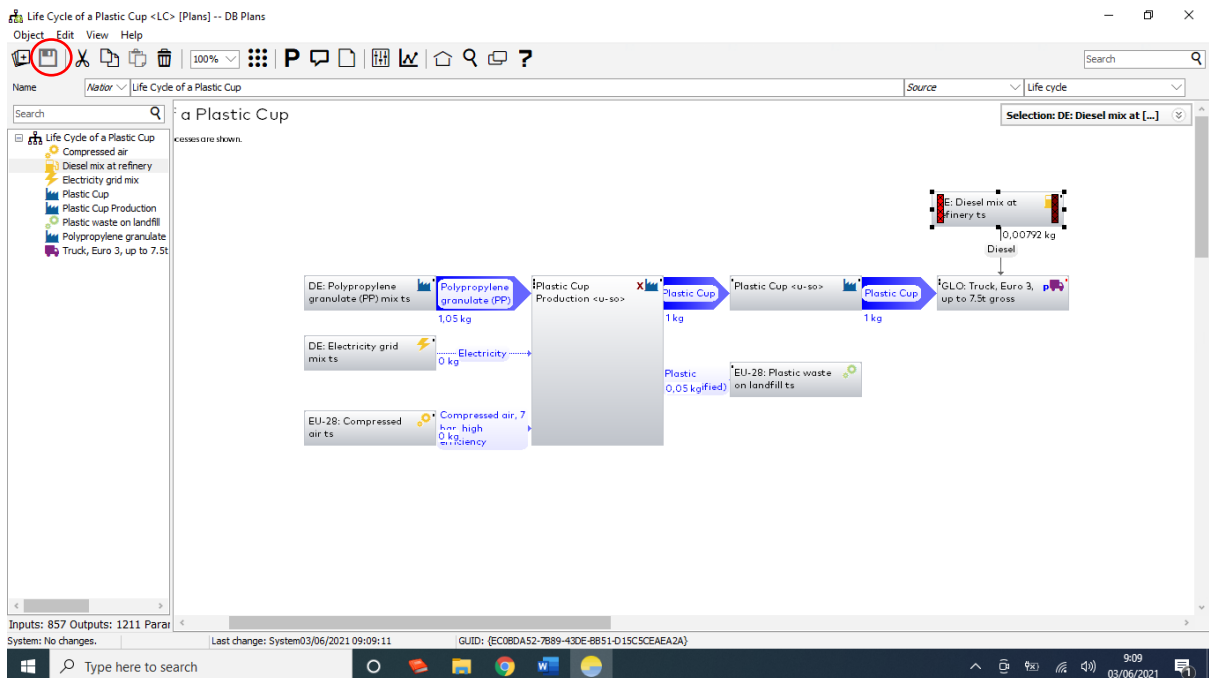 Life Cycle of a Plastic Cup <LC> [Plans] -- DB Plans
Object Edit View Help
100% P ? Search
Name Nation Life Cycle of a Plastic Cup Source Life cycle
Search
Life Cycle of a Plastic Cup
Compressed air
Diesel mix at refinery
Electricity grid mix
Plastic Cup
Plastic Cup Production
Plastic waste on landfill
Polypropylene granulate
Truck, Euro 3, up to 7.5t
a Plastic Cup
cesses are shown.
Selection: DE: Diesel mix at [...]
E: Diesel mix at
finery ts
0,00792 kg
Diesel
DE: Polypropylene
granulate (PP) mix ts
Polypropylene
granulate (PP)
1,05 kg
Plastic Cup
Production <u-so>
X
Plastic Cup
1 kg
Plastic Cup <u-so>
Plastic Cup
1 kg
GLO: Truck, Euro 3,
up to 7.5t gross
p
DE: Electricity grid
mix ts
Electricity
0 kg
Plastic
0,05 kg ified)
EU-28: Plastic waste
on landfill ts
EU-28: Compressed
air ts
Compressed air, 7
bar, high
0 kg
efficiency
Inputs: 857 Outputs: 1211 Parar
System: No changes. Last change: System03/06/2021 09:09:11 GUID: {EC0BDA52-7B89-43DE-BB51-D15C5CEAEA2A}
Type here to search
9:09
03/06/2021
1